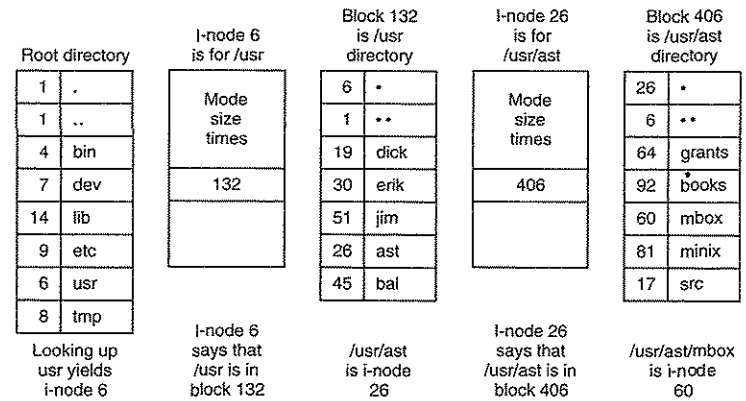 Root directory
1 .
1 ..
4 bin
7 dev
14 lib
9 etc
6 usr
8 tmp
Looking up
usr yields
i-node 6
I-node 6
is for /usr
Mode
size
times
132
I-node 6
says that
/usr is in
block 132
Block 132
is /usr
directory
6 •
1 ••
19 dick
30 erik
51 jim
26 ast
45 bal
/usr/ast
is i-node
26
I-node 26
is for
/usr/ast
Mode
size
times
406
I-node 26
says that
/usr/ast is in
block 406
Block 406
is /usr/ast
directory
26 •
6 ••
64 grants
92 books
60 mbox
81 minix
17 src
/usr/ast/mbox
is i-node
60